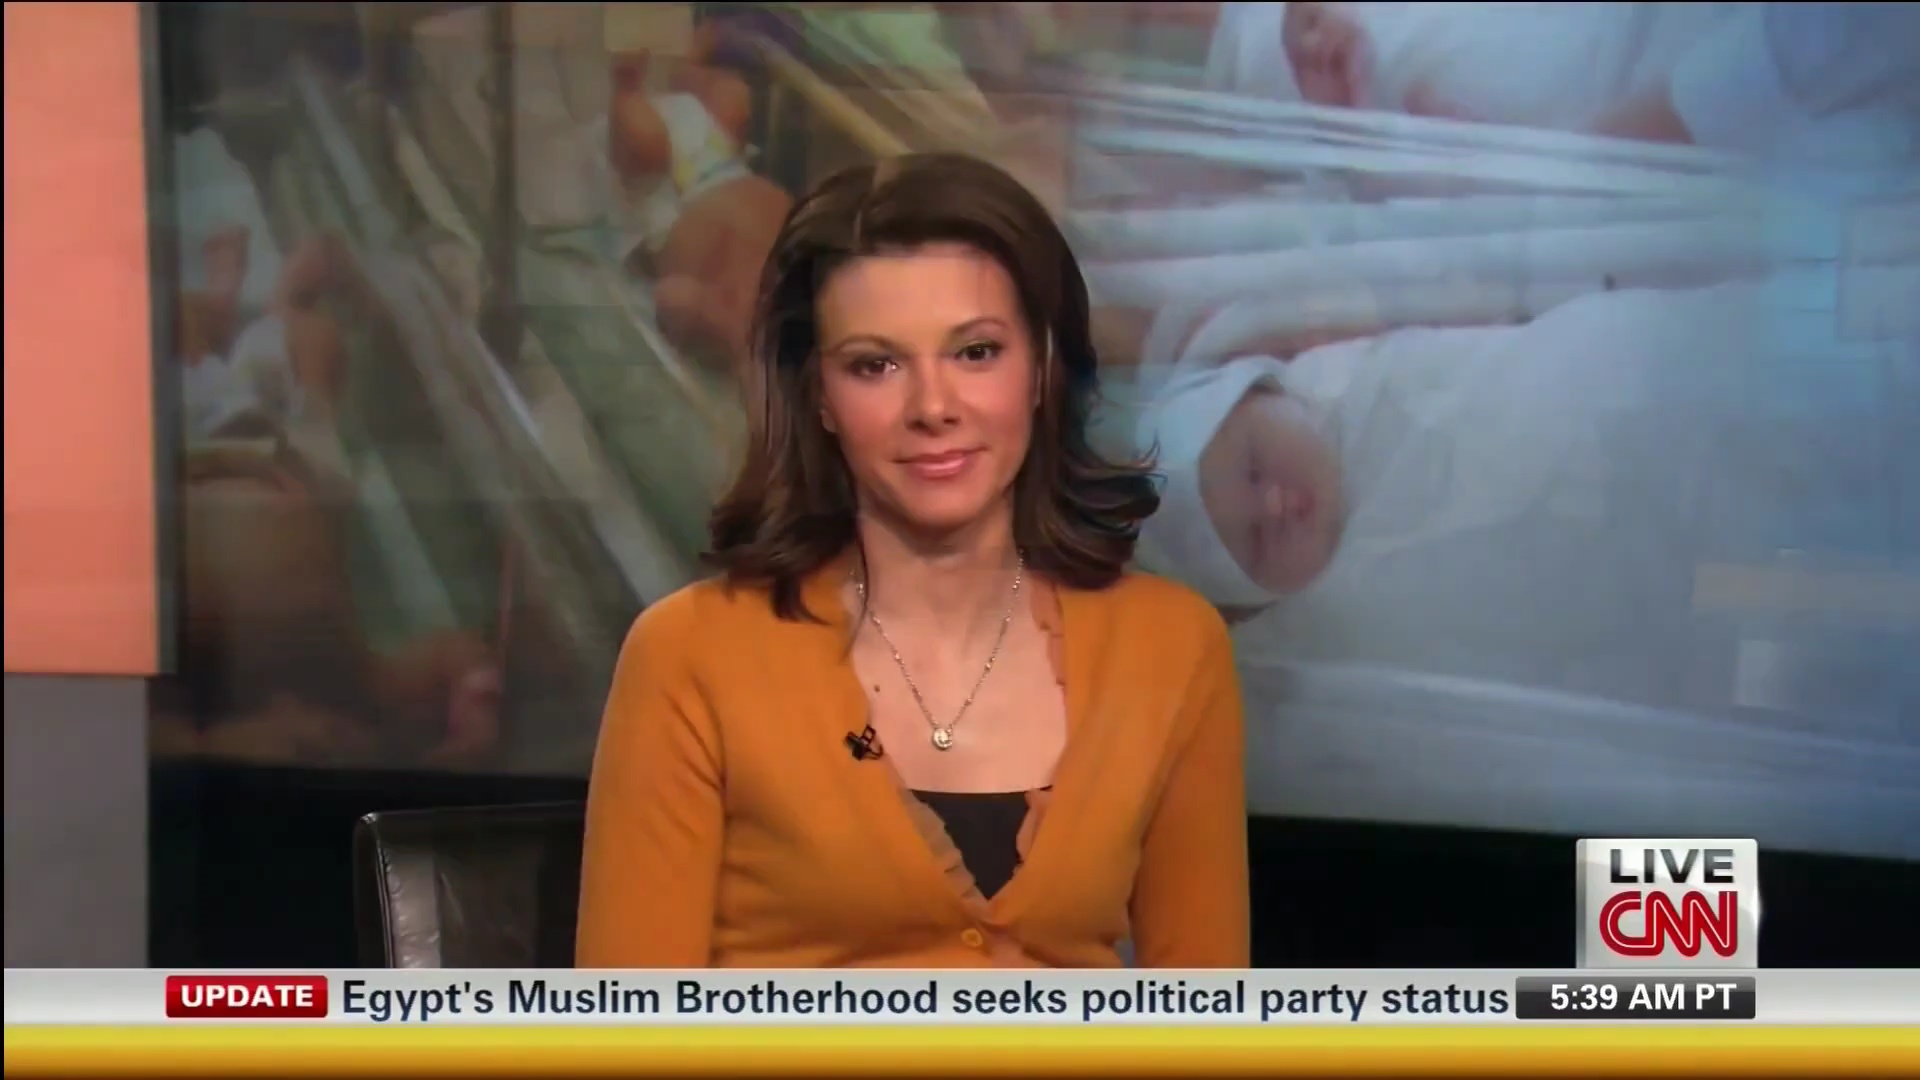 LIVE
CNN
UPDATE Egypt's Muslim Brotherhood seeks political party status 5:39 AM PT